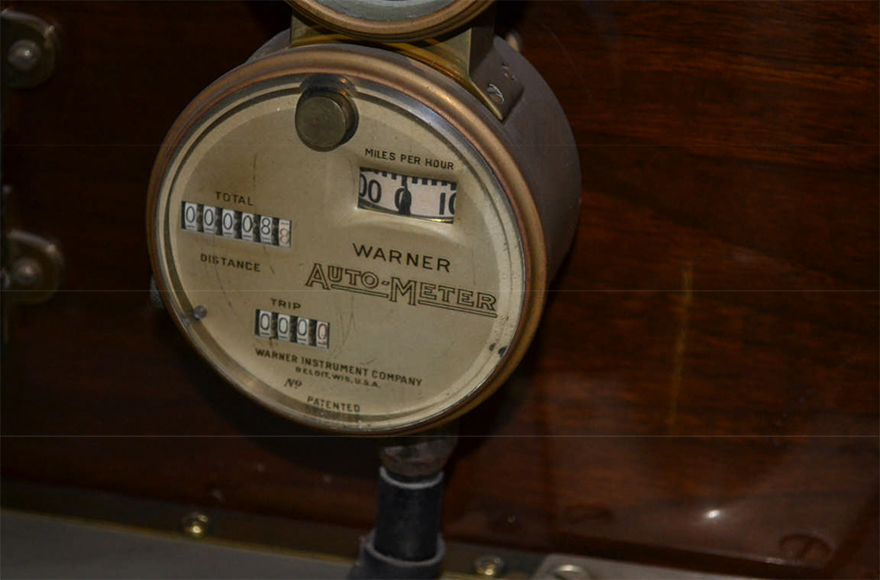 MILES PER HOUR
00 0 10
TOTAL
000088
DISTANCE
WARNER
AUTO-METER
TRIP
0000
WARNER INSTRUMENT COMPANY
BELOIT, WIS, U.S.A.
Nº
PATENTED